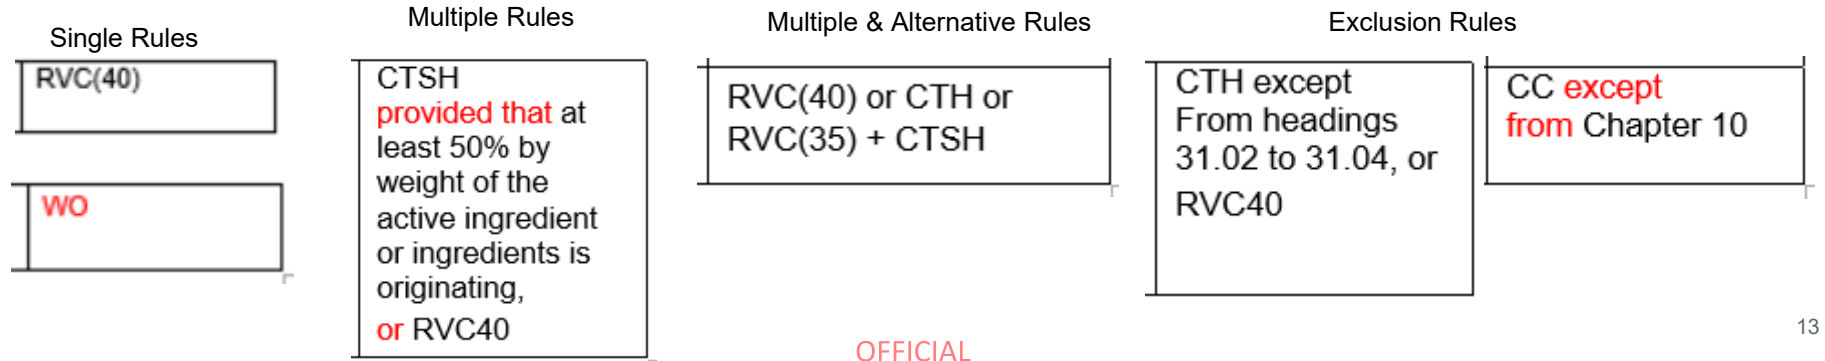 Single Rules
RVC(40)
WO
Multiple Rules
CTSH
provided that at
least 50% by
weight of the
active ingredient
or ingredients is
originating,
or RVC40
Multiple & Alternative Rules
RVC(40) or CTH or
RVC(35) + CTSH
Exclusion Rules
CTH except
From headings
31.02 to 31.04, or
RVC40
CC except
from Chapter 10
13
OFFICIAL